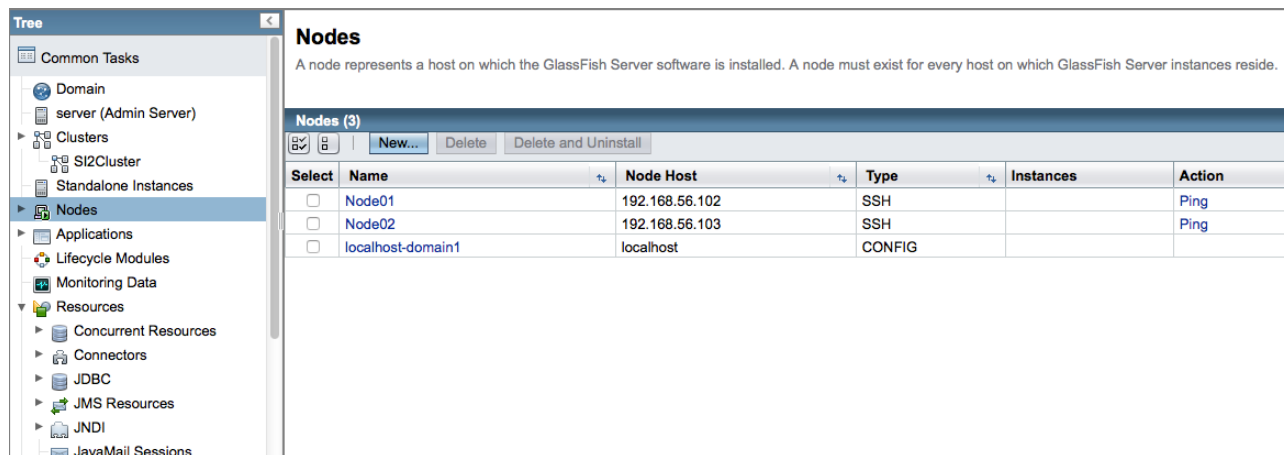 Tree
Common Tasks
Domain
server (Admin Server)
Clusters
SI2Cluster
Standalone Instances
Nodes
Applications
Lifecycle Modules
Monitoring Data
Resources
Concurrent Resources
Connectors
JDBC
JMS Resources
JNDI
JavaMail Sessions
Nodes
A node represents a host on which the GlassFish Server software is installed. A node must exist for every host on which GlassFish Server instances reside.
Nodes (3)
New... Delete Delete and Uninstall
Select Name Node Host Type Instances Action
Node01 192.168.56.102 SSH Ping
Node02 192.168.56.103 SSH Ping
localhost-domain1 localhost CONFIG